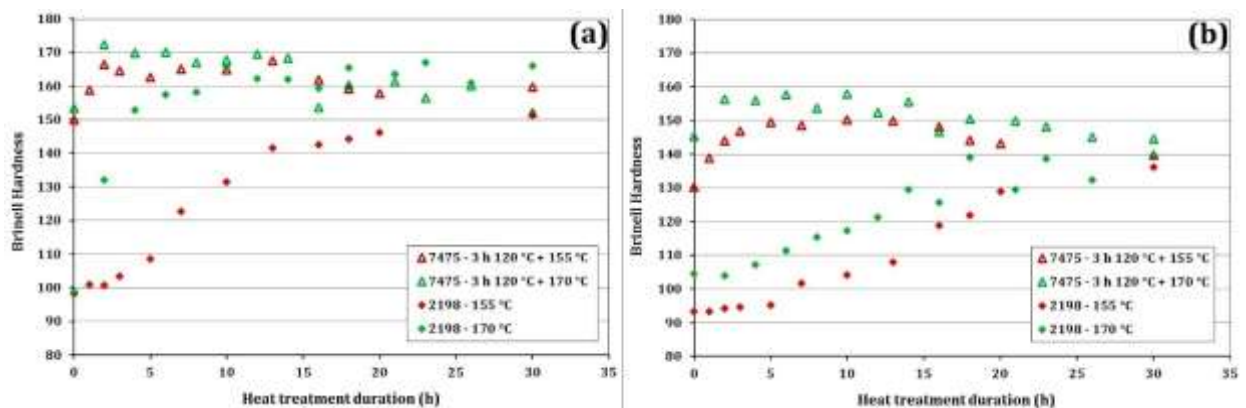 180
170
160
150
140
130
120
110
100
90
80
Brinell Hardness
(a)
7475 - 3 h 120 °C + 155 °C
7475 - 3 h 120 °C + 170 °C
2198 - 155 °C
2198 - 170 °C
0 5 10 15 20 25 30 35
Heat treatment duration (h)
180
170
160
150
140
130
120
110
100
90
80
Brinell Hardness
(b)
7475 - 3 h 120 °C + 155 °C
7475 - 3 h 120 °C + 170 °C
2198 - 155 °C
2198 - 170 °C
0 5 10 15 20 25 30 35
Heat treatment duration (h)